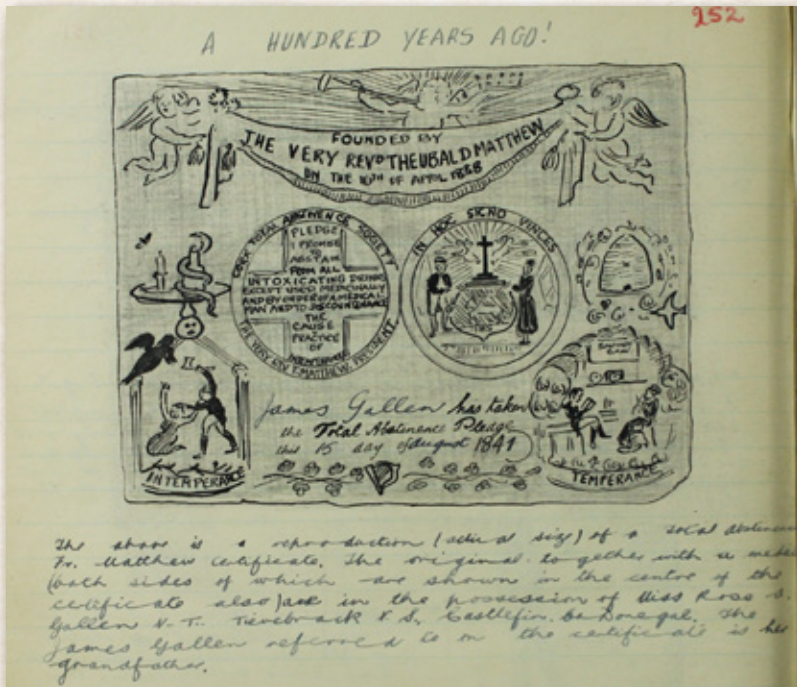 252
A HUNDRED YEARS AGO!
FOUNDED BY
THE VERY REVD THEUBALD MATTHEW
ON THE 10TH OF APRIL 1838
CORK TOTAL ABSTINENCE SOCIETY
PLEDGE
I PROMISE
TO
ABSTAIN
FROM ALL
INTOXICATING DRINKS
EXCEPT USED MEDICINALLY
AND BY ORDER OF A MEDICAL
MAN AND TO DISCOUNTENANCE
THE
CAUSE
&
PRACTICE
OF
INTEMPERANCE
THE VERY REV T. MATTHEW. PRESIDENT.
IN HOC SIGNO VINCES
James Gallen has taken
the Total Abstenence Pledge
this 15 day of August 1841
INTEMPERANCE
TEMPERANCE
The above is a reproduction (actual size) of a Total Abstenence
Fr. Matthew Certificate. The original together with a medal
(both sides of which are shown in the centre of the
certificate also) are in the possession of Miss Rose S.
Gallen N.T. Tievebrack P.S. Castlefin. Co Donegal. The
James Gallen referred to on the certificate is her
grandfather.